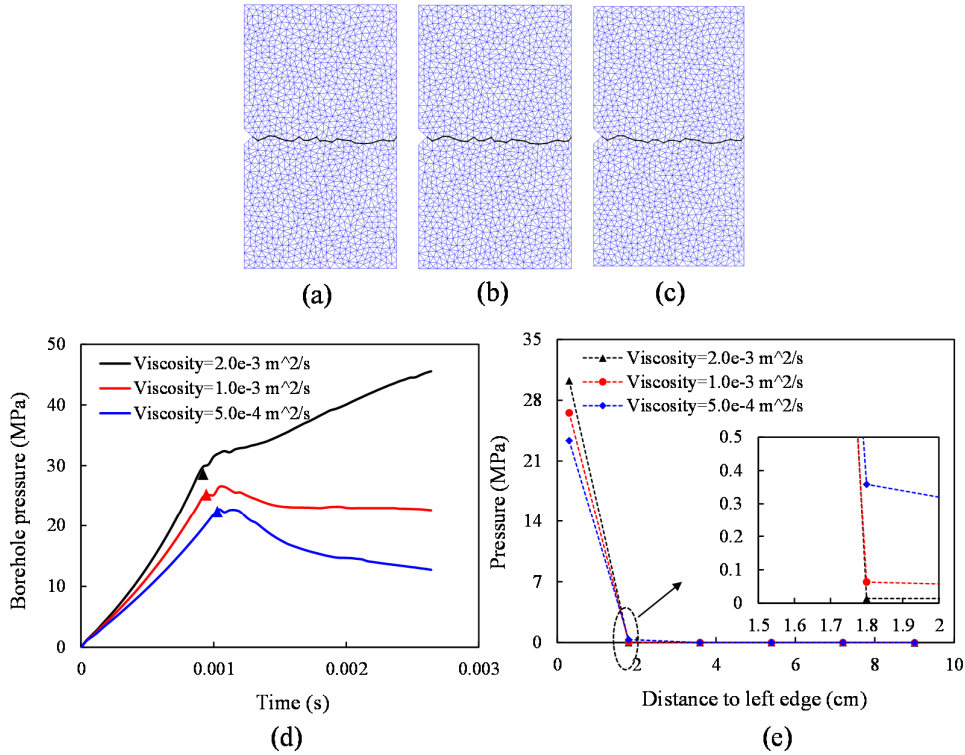 (a) (b) (c)
50
40
30
20
10
0
0 0.001 0.002 0.003
Borehole pressure (MPa)
Time (s)
Viscosity=2.0e-3 m^2/s
Viscosity=1.0e-3 m^2/s
Viscosity=5.0e-4 m^2/s
(d)
35
28
21
14
7
0
0 2 4 6 8 10
Pressure (MPa)
Distance to left edge (cm)
Viscosity=2.0e-3 m^2/s
Viscosity=1.0e-3 m^2/s
Viscosity=5.0e-4 m^2/s
0.5
0.4
0.3
0.2
0.1
0
1.5 1.6 1.7 1.8 1.9 2
(e)